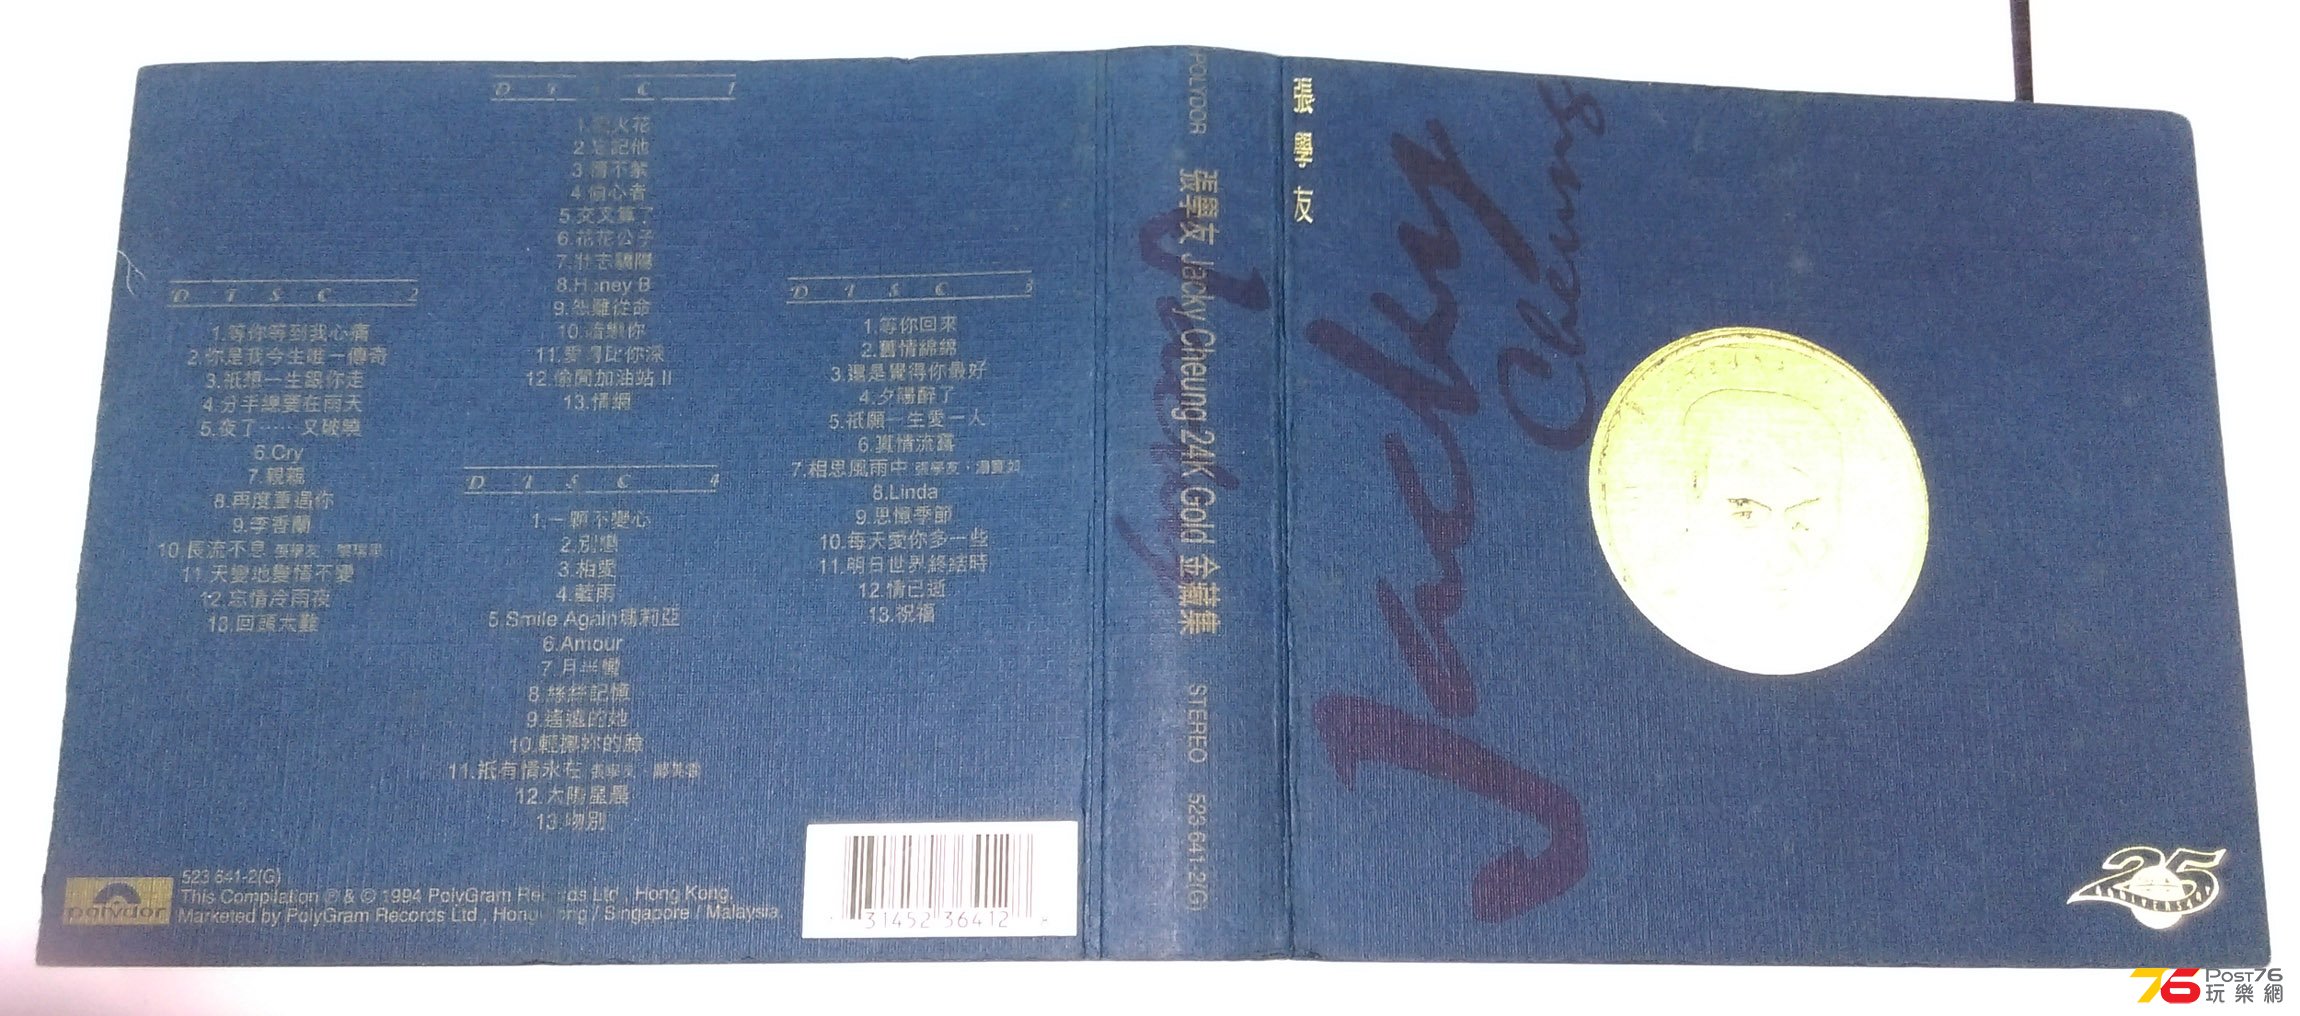 DISC 1
火花
2.忘記他
3.情不禁
4.偷心者
5.交叉算了
6.花花公子
7.壯志驕陽
8.Honey B
9.恕難從命
10.暗戀你
11.愛得比你深
12.偷閒加油站 II
13.情網
DISC 2
1.等你等到我心痛
2.你是我今生唯一傳奇
3.祇想一生跟你走
4.分手總要在雨天
5.夜了……又破曉
6.Cry
7.親親
8.再度重遇你
9.李香蘭
10.長流不息 張學友
11.天變地變情不變
12.忘情冷雨夜
13.回頭太難
DISC 3
1.等你回來
2.舊情綿綿
3.還是覺得你最好
4.夕陽醉了
5.祇願一生愛一人
6.真情流露
7.相思風雨中 張學友・湯寶如
8.Linda
9.思憶季節
10.每天愛你多一些
11.明日世界終結時
12.情已逝
13.祝福
DISC 4
1.一顆不變心
2.別戀
3.相愛
4.藍雨
5.Smile Again 瑪莉亞
6.Amour
7.月半彎
8.絲絲記憶
9.遙遠的她
10.輕撫你的臉
11.祇有情永在 張學友
12.太陽星辰
13.吻別
polydor
523 641-2(G)
This Compilation ℗ & © 1994 PolyGram Records Ltd., Hong Kong.
Marketed by PolyGram Records Ltd., Hong Kong / Singapore / Malaysia.
31452 36412
POLYDOR 張學友 Jacky Cheung 24K Gold 金藏集 STEREO 523 641-2(G)
Jacky
張學友
Jacky
Cheung
25
ANNIVERSARY
76 POST76
玩樂網